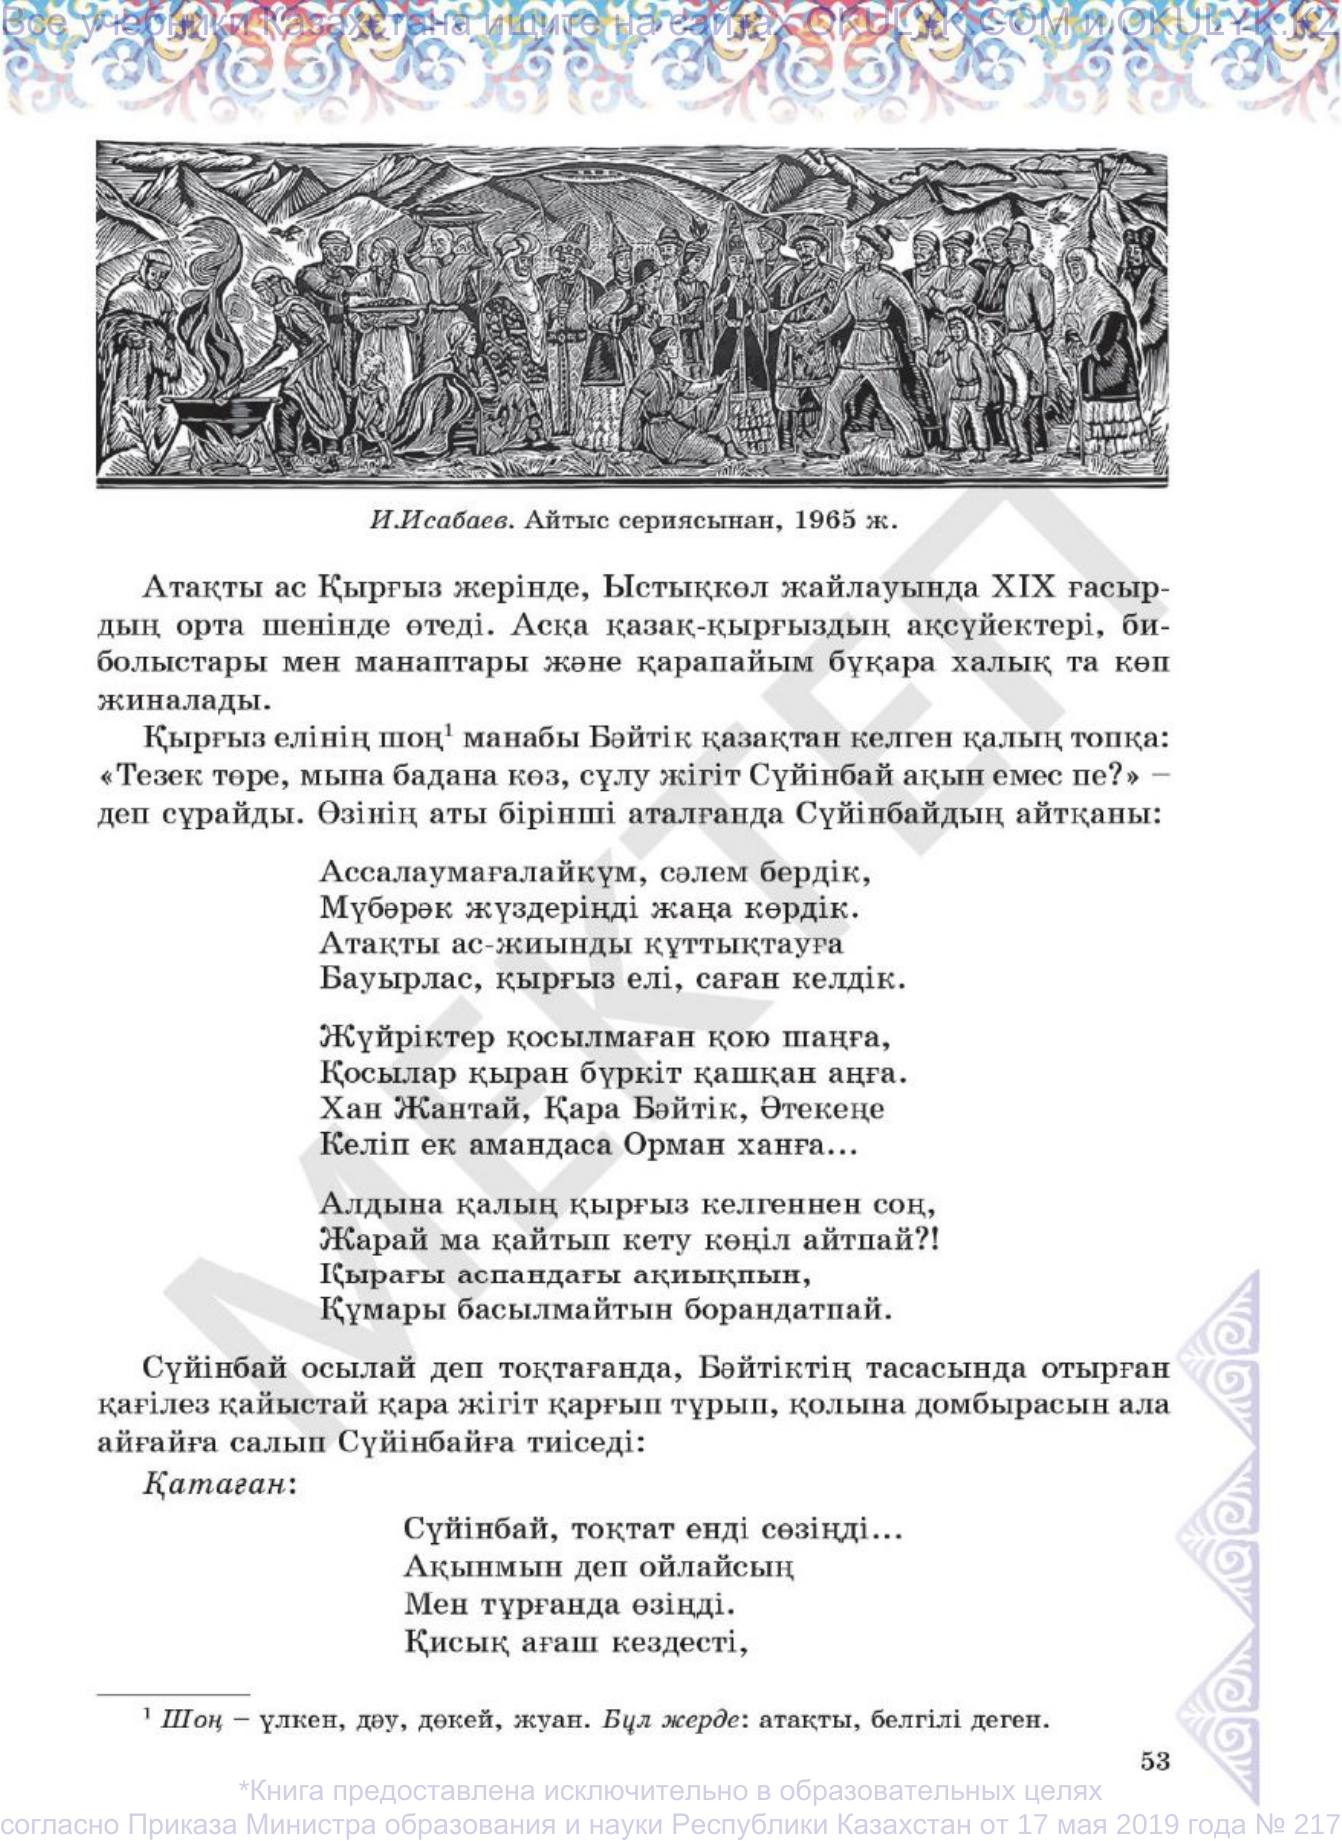 Все учебники Казахстана ищите на сайтах OKULYK.COM и OKULYK.KZ
И.Исабаев. Айтыс сериясынан, 1965 ж.
Атақты ас Қырғыз жерінде, Ыстықкөл жайлауында XIX ғасыр-
дың орта шенінде өтеді. Асқа қазақ-қырғыздың ақсүйектері, би-
болыстары мен манаптары және қарапайым бұқара халық та көп
жиналады.
Қырғыз елінің шоң¹ манабы Бәйтік қазақтан келген қалың топқа:
«Тезек төре, мына бадана көз, сұлу жігіт Сүйінбай ақын емес пе?» –
деп сұрайды. Өзінің аты бірінші аталғанда Сүйінбайдың айтқаны:
Ассалаумағалайкүм, сәлем бердік,
Мүбәрәк жүздеріңді жаңа көрдік.
Атақты ас-жиынды құттықтауға
Бауырлас, қырғыз елі, саған келдік.
Жүйріктер қосылмаған қою шаңға,
Қосылар қыран бүркіт қашқан аңға.
Хан Жантай, Қара Бәйтік, Әтекеңе
Келіп ек амандаса Орман ханға...
Алдына қалың қырғыз келгеннен соң,
Жарай ма қайтып кету көңіл айтпай?!
Қырағы аспандағы ақиықпын,
Құмары басылмайтын борандатпай.
Сүйінбай осылай деп тоқтағанда, Бәйтіктің тасасында отырған
қағілез қайыстай қара жігіт қарғып тұрып, қолына домбырасын ала
айғайға салып Сүйінбайға тиіседі:
Қатаған:
Сүйінбай, тоқтат енді сөзіңді...
Ақынмын деп ойлайсың
Мен тұрғанда өзіңді.
Қисық ағаш кездесті,
¹ Шоң – үлкен, дәу, дөкей, жуан. Бұл жерде: атақты, белгілі деген.
53
МЕКТЕП
*Книга предоставлена исключительно в образовательных целях
согласно Приказа Министра образования и науки Республики Казахстан от 17 мая 2019 года № 217